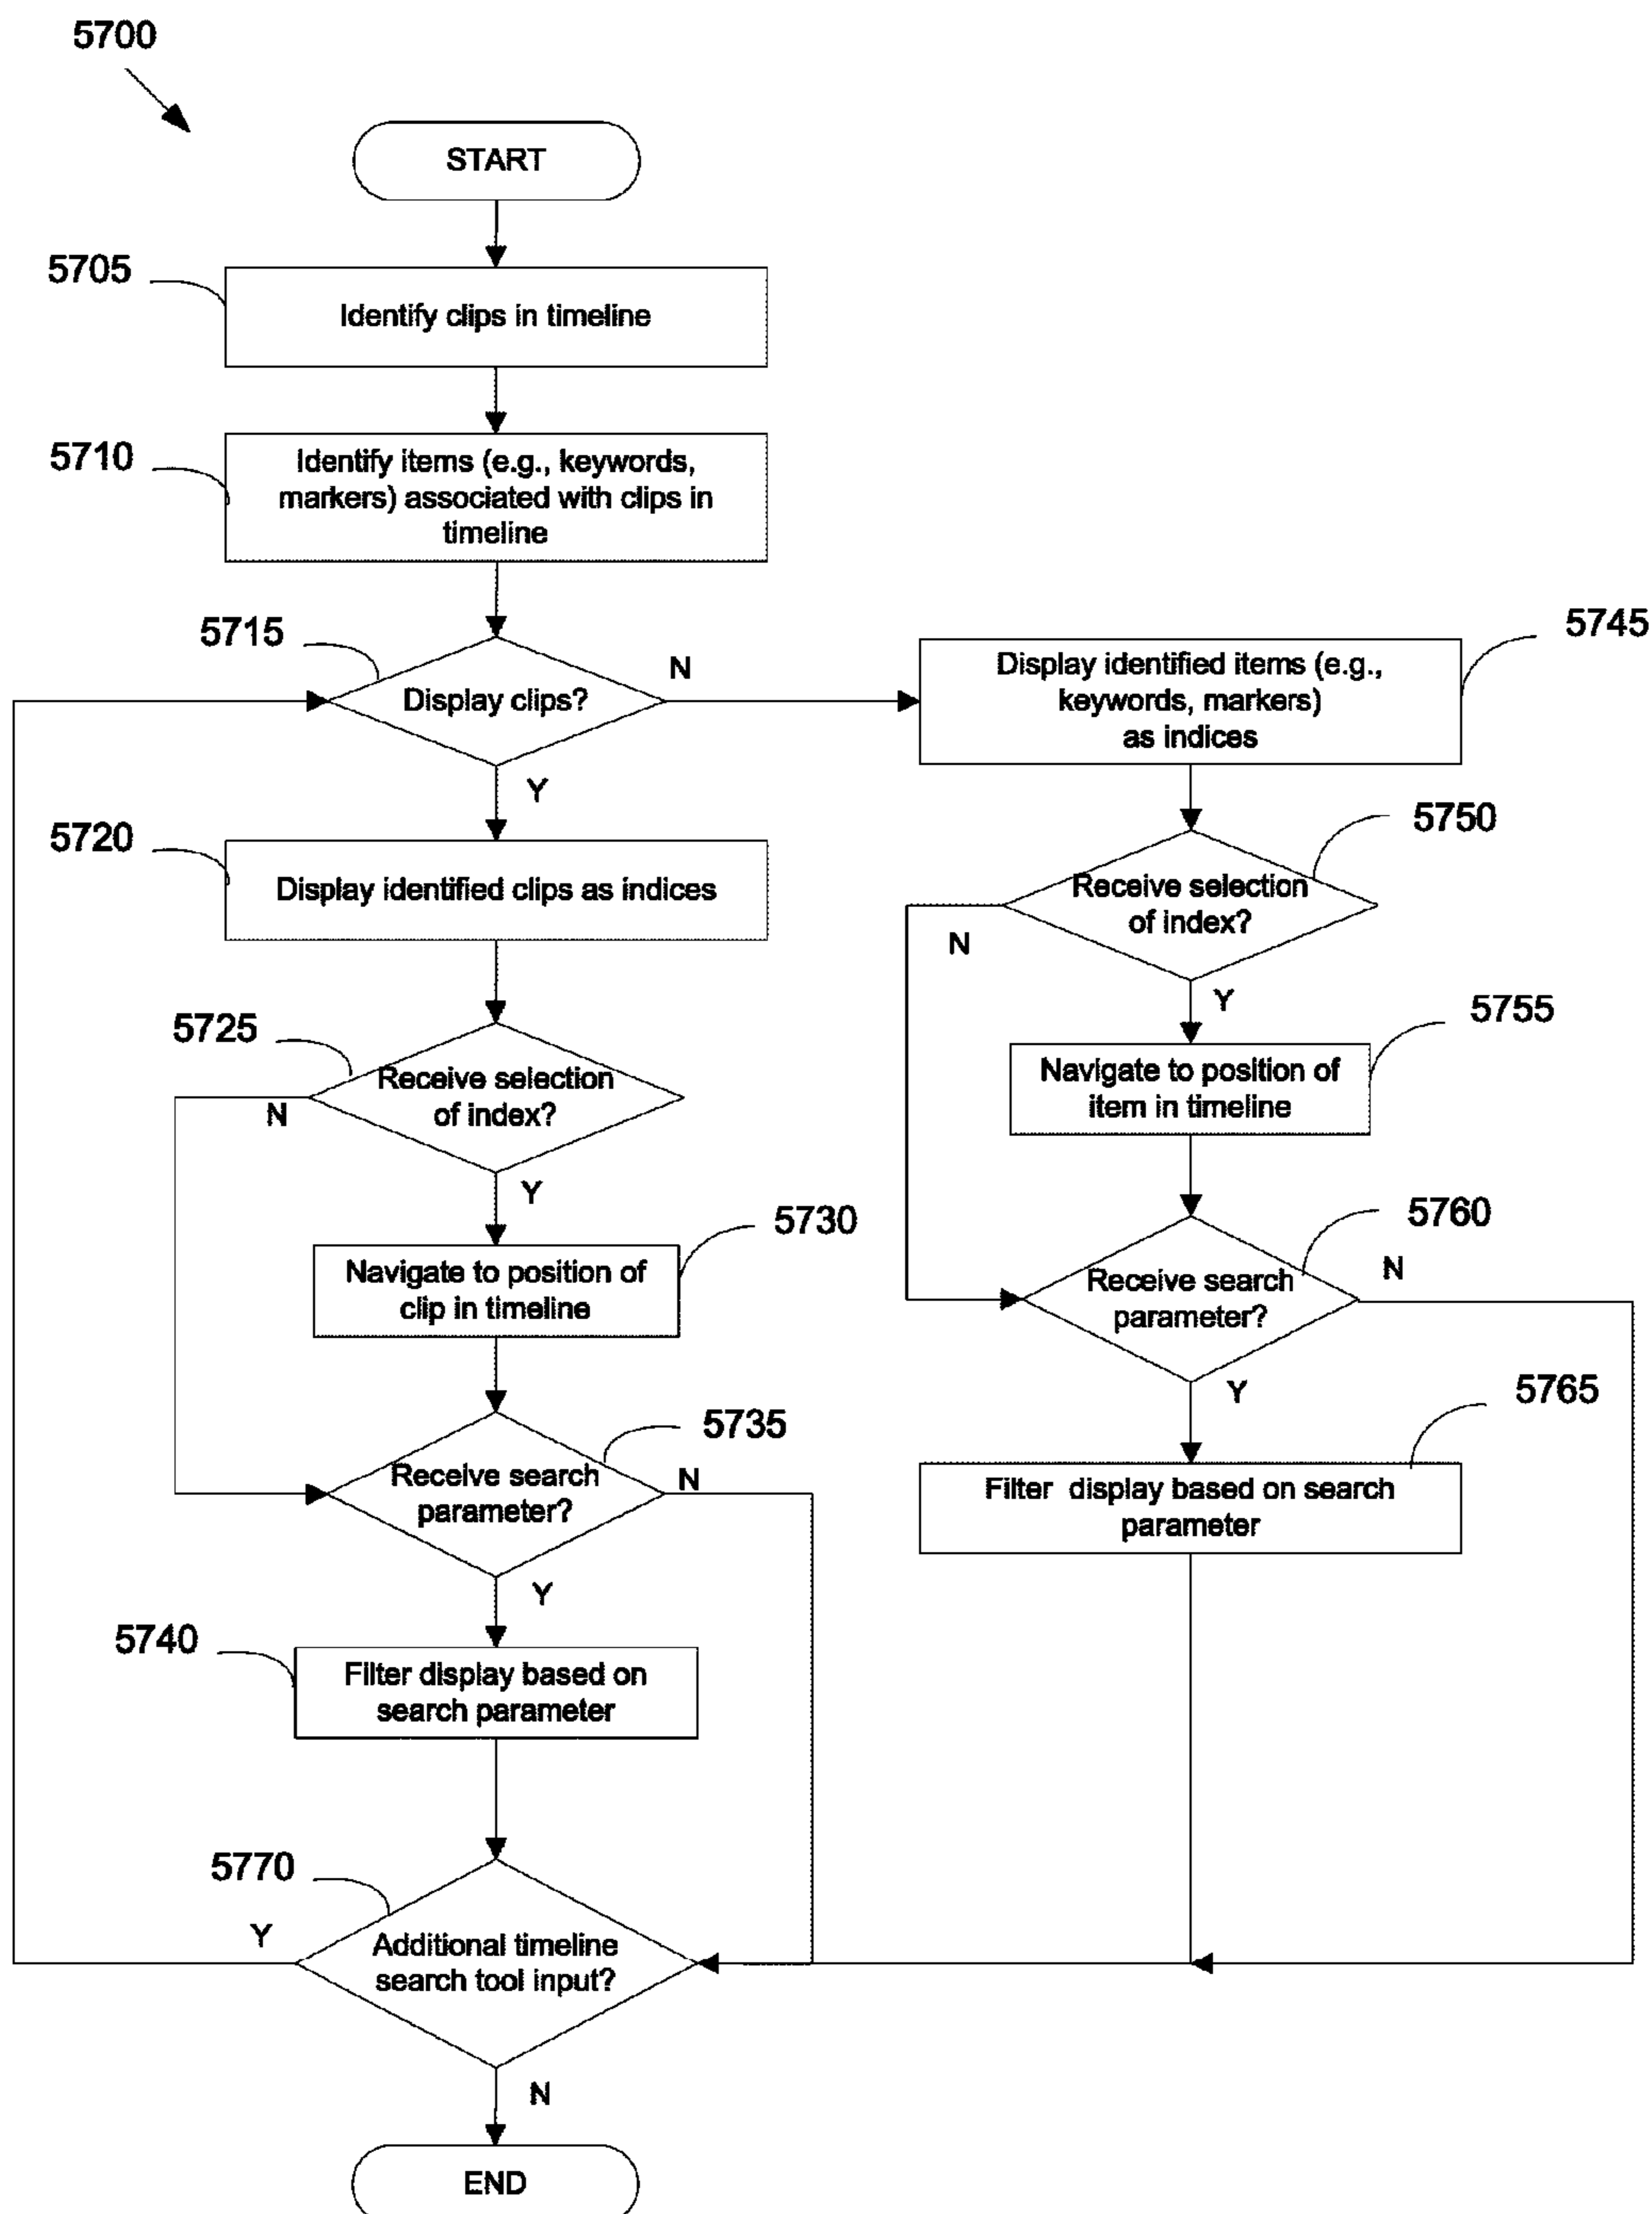 5700
START
5705
Identify clips in timeline
5710
Identify items (e.g., keywords,
markers) associated with clips in
timeline
5715
Display clips?
N
Y
5745
Display identified items (e.g.,
keywords, markers)
as indices
5720
Display identified clips as indices
5750
Receive selection
of index?
N
Y
5725
Receive selection
of index?
N
Y
5755
Navigate to position of
item in timeline
5730
Navigate to position of
clip in timeline
5760
Receive search
parameter?
N
Y
5735
Receive search
parameter?
N
Y
5765
Filter display based on search
parameter
5740
Filter display based on
search parameter
5770
Additional timeline
search tool input?
Y
N
END